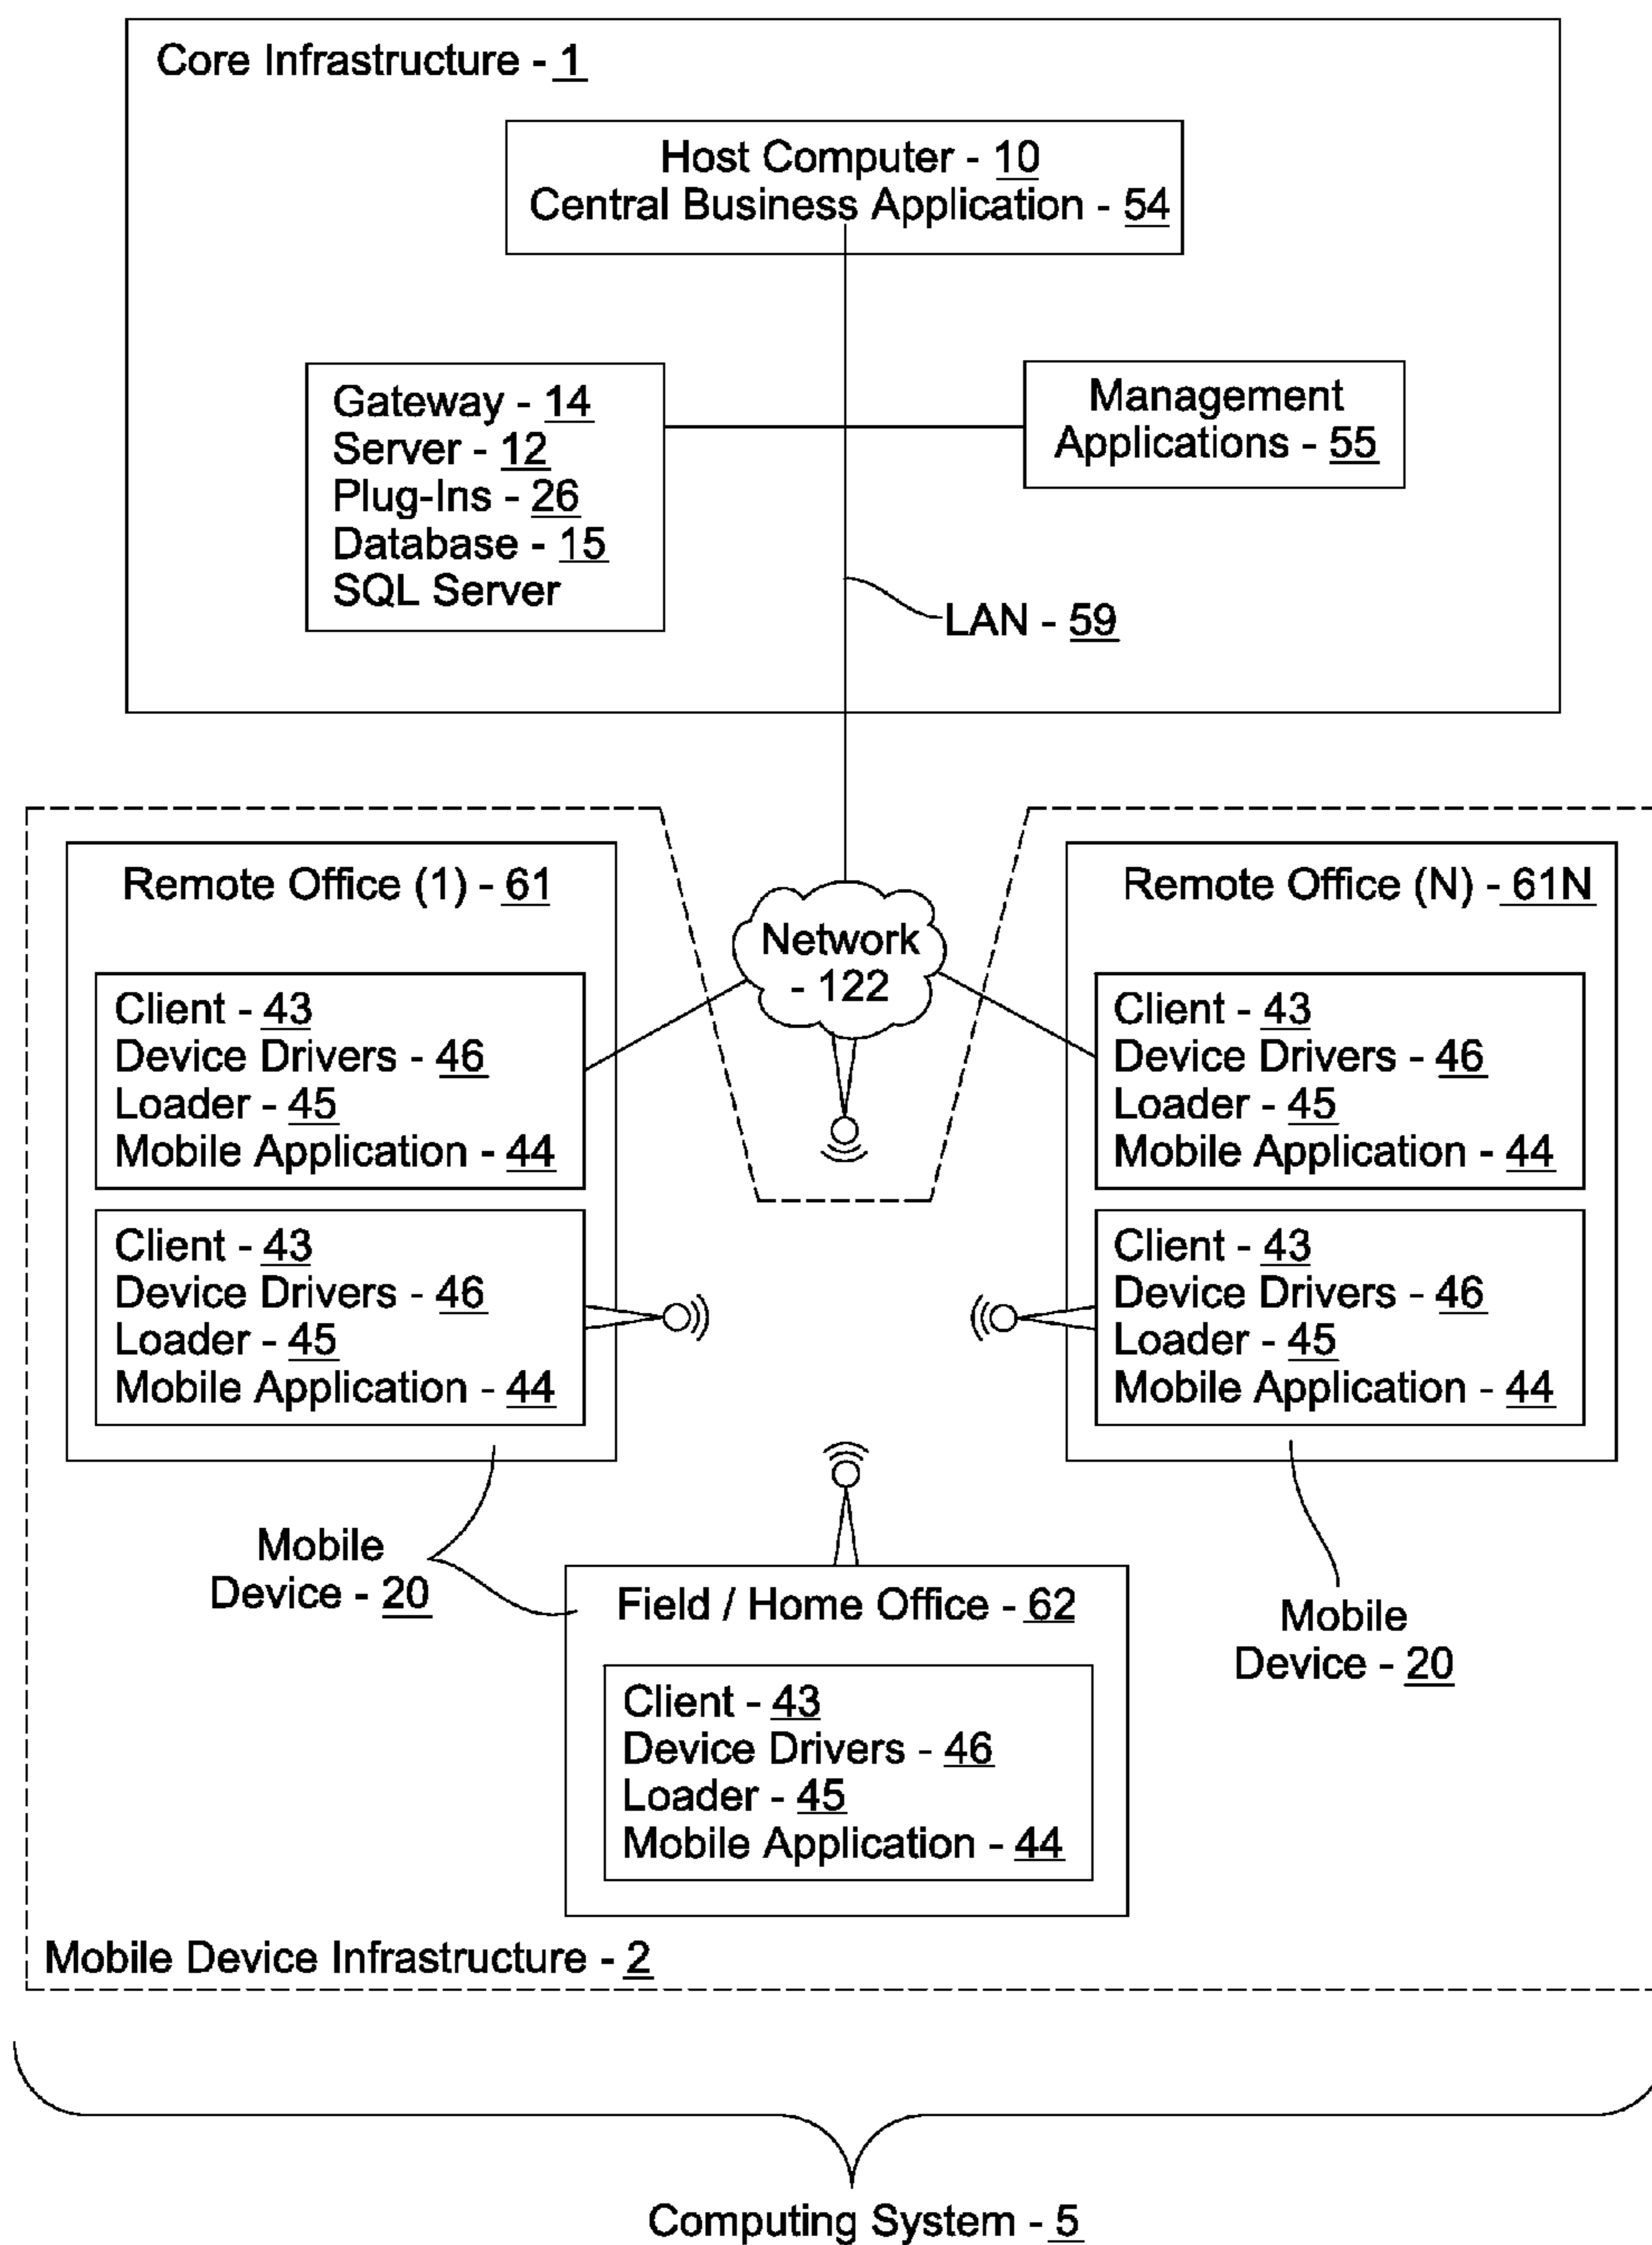 Core Infrastructure - 1
Host Computer - 10
Central Business Application - 54
Gateway - 14
Server - 12
Plug-Ins - 26
Database - 15
SQL Server
Management
Applications - 55
LAN - 59
Remote Office (1) - 61
Client - 43
Device Drivers - 46
Loader - 45
Mobile Application - 44
Client - 43
Device Drivers - 46
Loader - 45
Mobile Application - 44
Network
- 122
Remote Office (N) - 61N
Client - 43
Device Drivers - 46
Loader - 45
Mobile Application - 44
Client - 43
Device Drivers - 46
Loader - 45
Mobile Application - 44
Mobile
Device - 20
Field / Home Office - 62
Client - 43
Device Drivers - 46
Loader - 45
Mobile Application - 44
Mobile
Device - 20
Mobile Device Infrastructure - 2
Computing System - 5